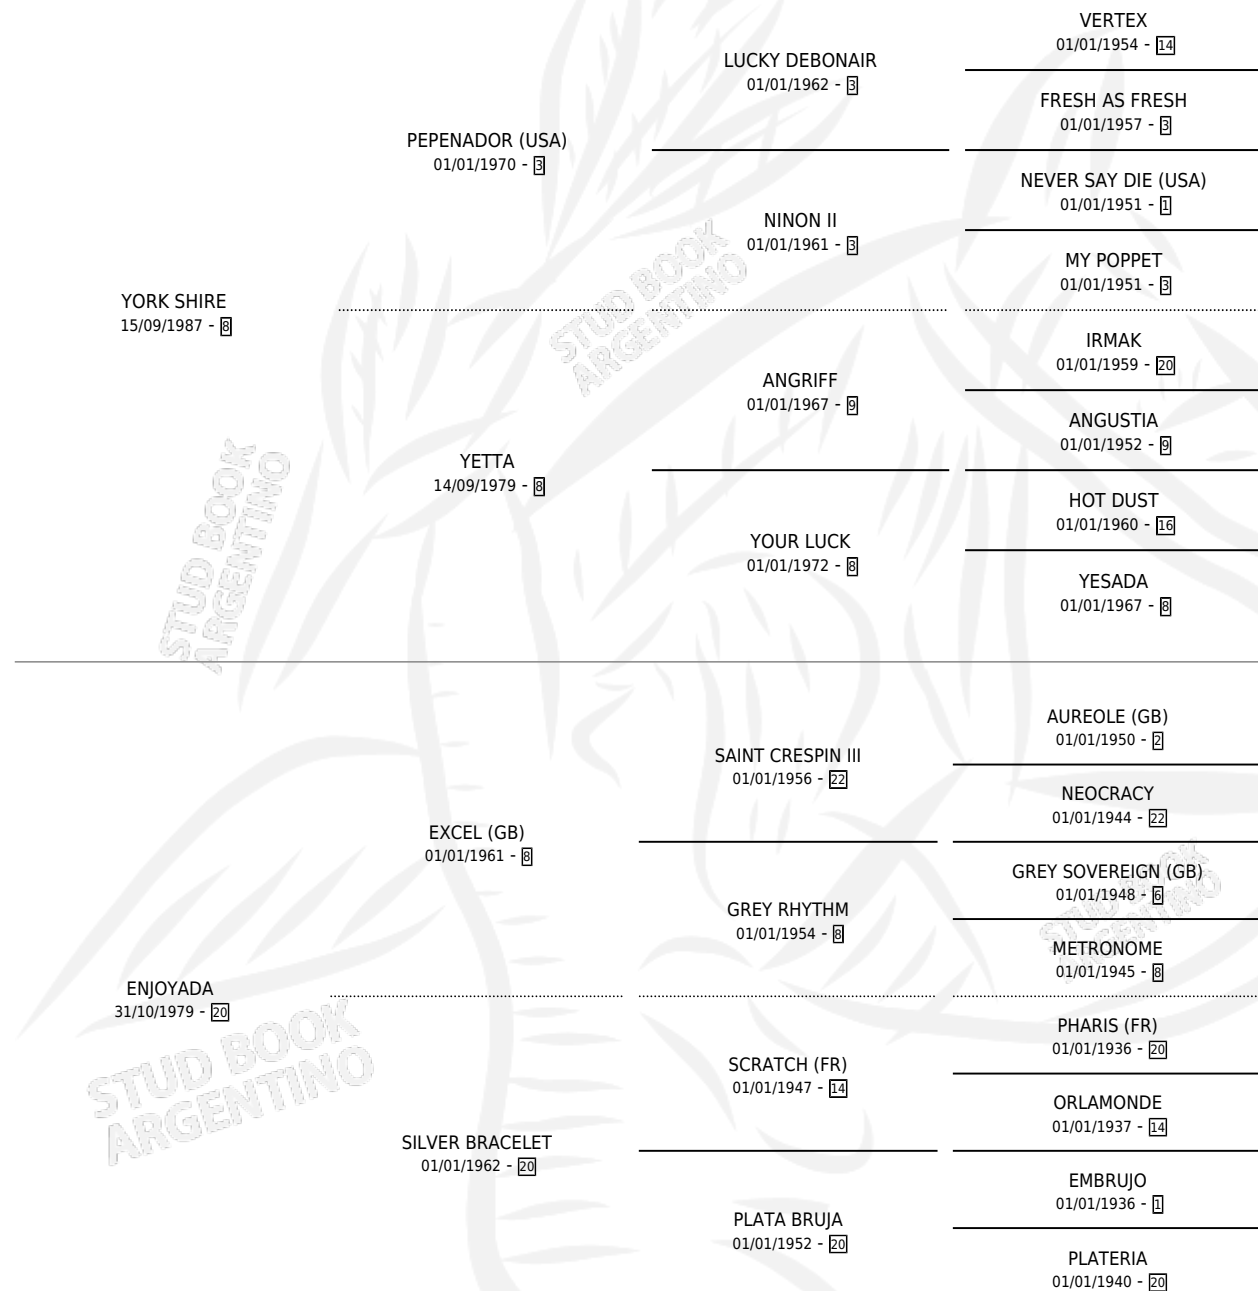 VERTEX
01/01/1954 - 14
LUCKY DEBONAIR
01/01/1962 - 3
FRESH AS FRESH
01/01/1957 - 3
PEPENADOR (USA)
01/01/1970 - 3
NEVER SAY DIE (USA)
01/01/1951 - 1
NINON II
01/01/1961 - 3
MY POPPET
01/01/1951 - 3
STUD BOOK
ARGENTINO
YORK SHIRE
15/09/1987 - 8
IRMAK
01/01/1959 - 20
ANGRIFF
01/01/1967 - 9
ANGUSTIA
01/01/1952 - 9
YETTA
14/09/1979 - 8
HOT DUST
01/01/1960 - 16
YOUR LUCK
01/01/1972 - 8
YESADA
01/01/1967 - 8
STUD BOOK
ARGENTINO
AUREOLE (GB)
01/01/1950 - 2
SAINT CRESPIN III
01/01/1956 - 22
NEOCRACY
01/01/1944 - 22
EXCEL (GB)
01/01/1961 - 8
GREY SOVEREIGN (GB)
01/01/1948 - 6
GREY RHYTHM
01/01/1954 - 8
METRONOME
01/01/1945 - 8
STUD BOOK
ARGENTINO
ENJOYADA
31/10/1979 - 20
PHARIS (FR)
01/01/1936 - 20
SCRATCH (FR)
01/01/1947 - 14
ORLAMONDE
01/01/1937 - 14
STUD BOOK
ARGENTINO
SILVER BRACELET
01/01/1962 - 20
EMBRUJO
01/01/1936 - 1
PLATA BRUJA
01/01/1952 - 20
PLATERIA
01/01/1940 - 20